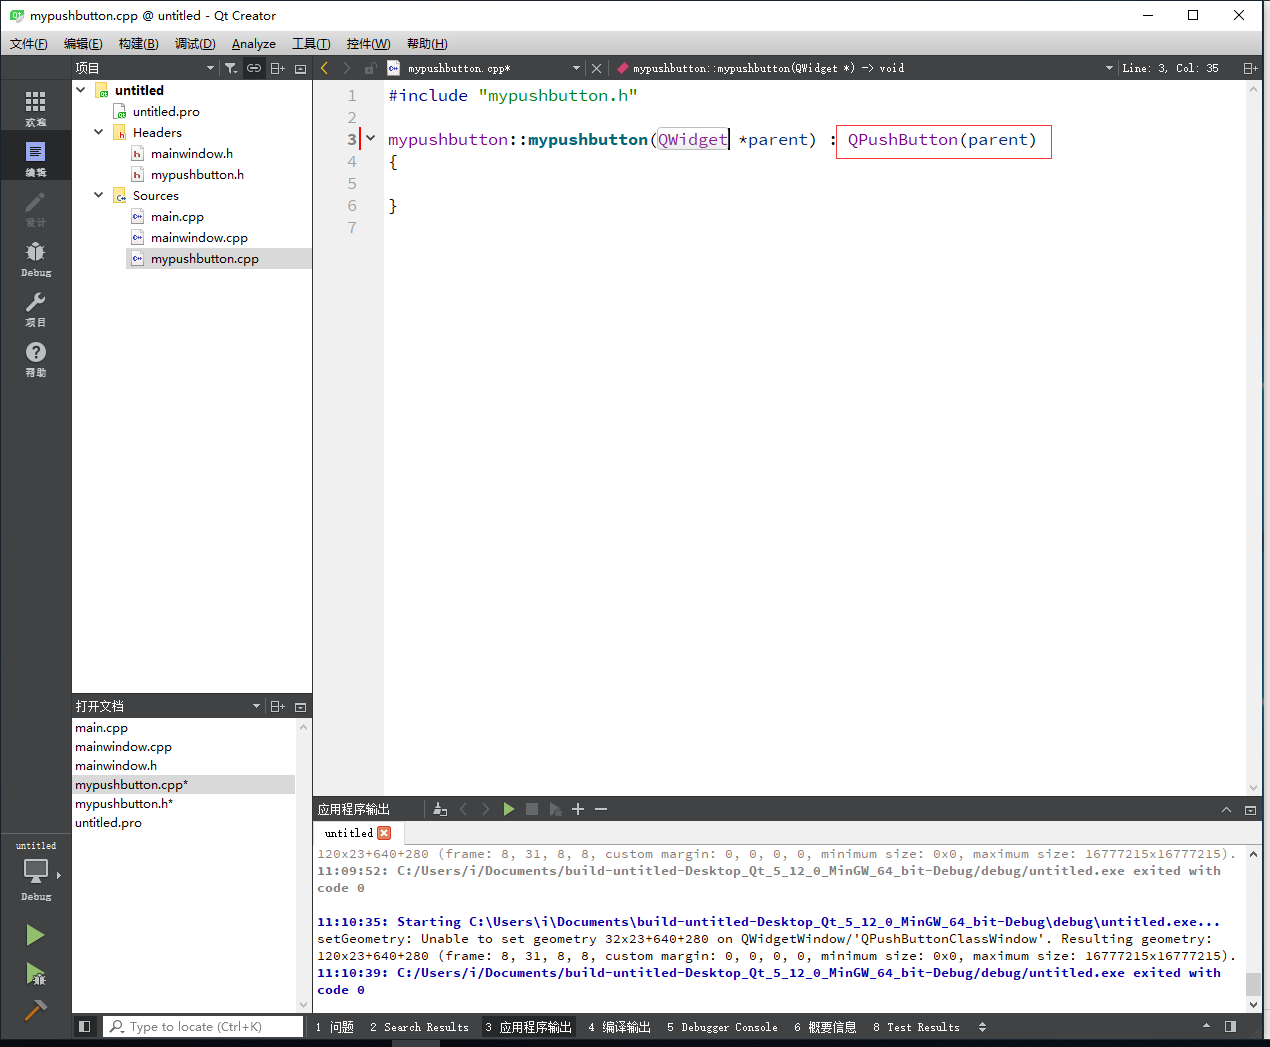 mypushbutton.cpp @ untitled - Qt Creator
文件(F) 编辑(E) 构建(B) 调试(D) Analyze 工具(T) 控件(W) 帮助(H)
项目
mypushbutton.cpp*
mypushbutton::mypushbutton(QWidget *) -> void
Line: 3, Col: 35
欢迎
编辑
设计
Debug
项目
帮助
untitled
untitled.pro
Headers
mainwindow.h
mypushbutton.h
Sources
main.cpp
mainwindow.cpp
mypushbutton.cpp
1 #include "mypushbutton.h"
2
3 mypushbutton::mypushbutton(QWidget *parent) : QPushButton(parent)
4 {
5
6 }
7
打开文档
main.cpp
mainwindow.cpp
mainwindow.h
mypushbutton.cpp*
mypushbutton.h*
untitled.pro
untitled
Debug
应用程序输出
untitled
120x23+640+280 (frame: 8, 31, 8, 8, custom margin: 0, 0, 0, 0, minimum size: 0x0, maximum size: 16777215x16777215).
11:09:52: C:/Users/i/Documents/build-untitled-Desktop_Qt_5_12_0_MinGW_64_bit-Debug/debug/untitled.exe exited with
code 0
11:10:35: Starting C:\Users\i\Documents\build-untitled-Desktop_Qt_5_12_0_MinGW_64_bit-Debug\debug\untitled.exe...
setGeometry: Unable to set geometry 32x23+640+280 on QWidgetWindow/'QPushButtonClassWindow'. Resulting geometry:
120x23+640+280 (frame: 8, 31, 8, 8, custom margin: 0, 0, 0, 0, minimum size: 0x0, maximum size: 16777215x16777215).
11:10:39: C:/Users/i/Documents/build-untitled-Desktop_Qt_5_12_0_MinGW_64_bit-Debug/debug/untitled.exe exited with
code 0
Type to locate (Ctrl+K)
1 问题 2 Search Results 3 应用程序输出 4 编译输出 5 Debugger Console 6 概要信息 8 Test Results